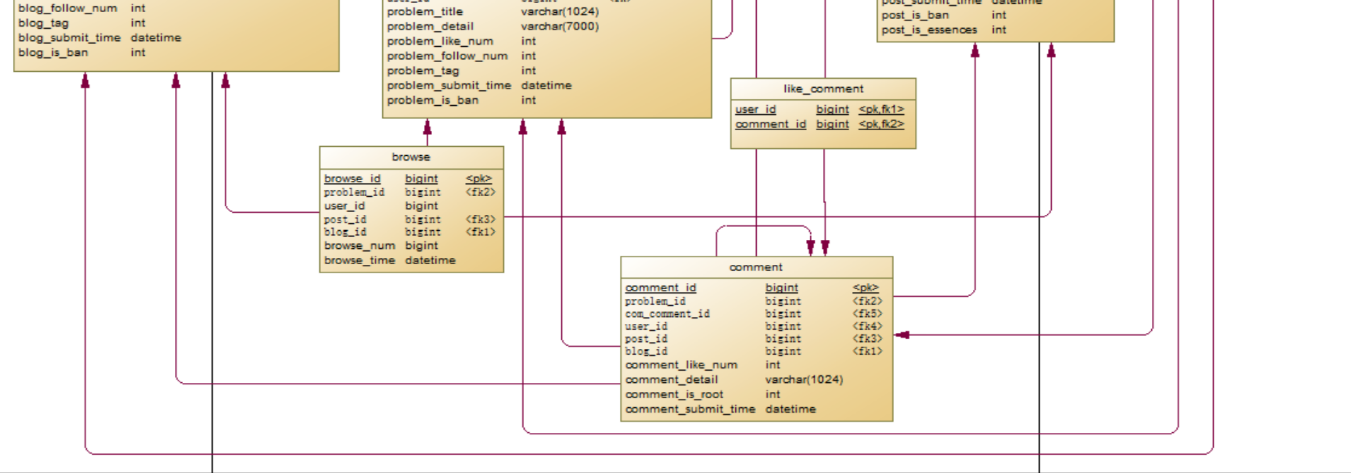 blog_follow_num int
blog_tag int
blog_submit_time datetime
blog_is_ban int
problem_title varchar(1024)
problem_detail varchar(7000)
problem_like_num int
problem_follow_num int
problem_tag int
problem_submit_time datetime
problem_is_ban int
post_submit_time datetime
post_is_ban int
post_is_essences int
like_comment
user_id bigint <pk,fk1>
comment_id bigint <pk,fk2>
browse
browse_id bigint <pk>
problem_id bigint <fk2>
user_id bigint
post_id bigint <fk3>
blog_id bigint <fk1>
browse_num bigint
browse_time datetime
comment
comment_id bigint <pk>
problem_id bigint <fk2>
com_comment_id bigint <fk5>
user_id bigint <fk4>
post_id bigint <fk3>
blog_id bigint <fk1>
comment_like_num int
comment_detail varchar(1024)
comment_is_root int
comment_submit_time datetime